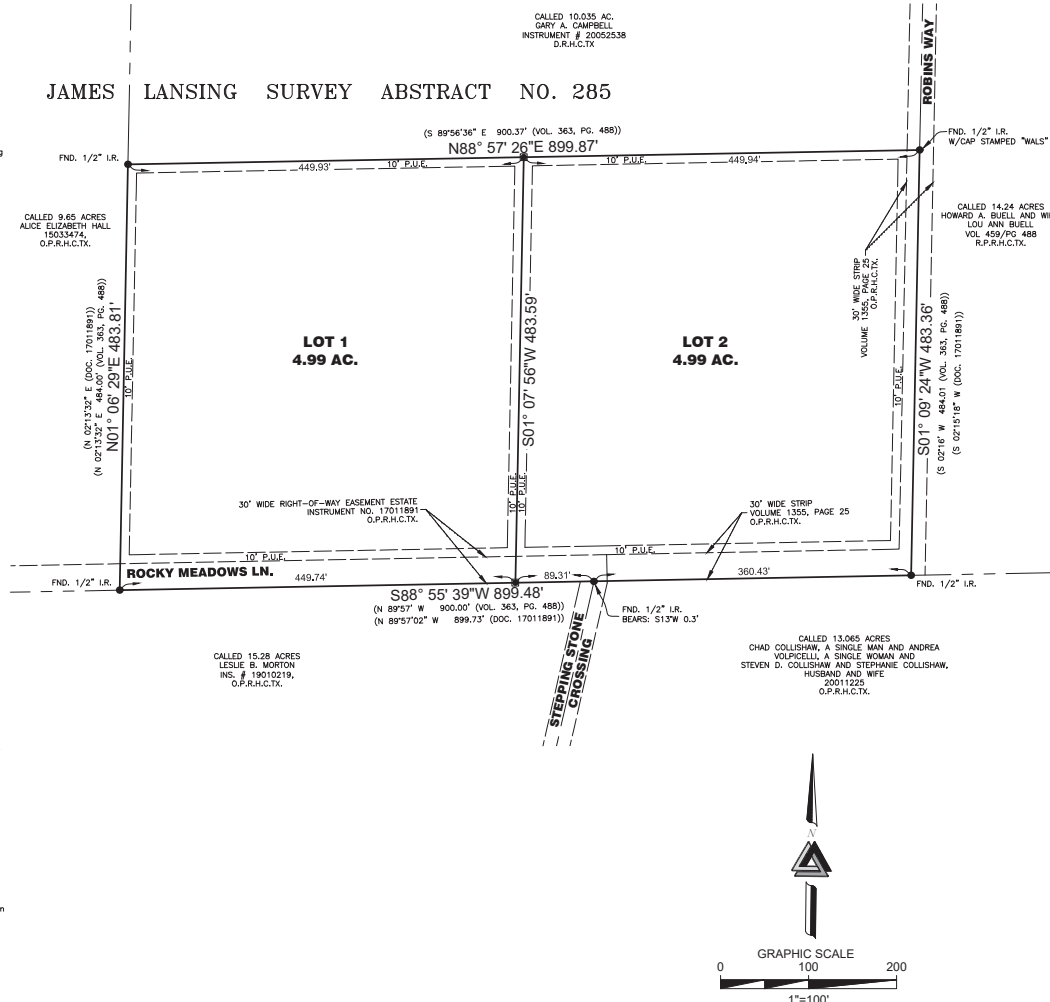 CALLED 10.035 AC.
GARY A. CAMPBELL
INSTRUMENT # 20052538
D.R.H.C.TX
ROBINS WAY
JAMES LANSING SURVEY ABSTRACT NO. 285
(S 89°56'36" E 900.37' (VOL. 363, PG. 488))
N88° 57' 26"E 899.87'
FND. 1/2" I.R.
449.93'
10' P.U.E.
10' P.U.E.
449.94'
FND. 1/2" I.R.
W/CAP STAMPED "WALS"
CALLED 9.65 ACRES
ALICE ELIZABETH HALL
15033474,
O.P.R.H.C.TX.
CALLED 14.24 ACRES
HOWARD A. BUELL AND WI
LOU ANN BUELL
VOL 459/PG 488
R.P.R.H.C.TX.
30' WIDE STRIP
VOLUME 1355, PAGE 25
O.P.R.H.C.TX.
(N 02°13'32" E (DOC. 17011891))
(N 02°13'32" E 484.00' (VOL. 363, PG. 488))
N01° 06' 29"E 483.81'
10' P.U.E.
LOT 1
4.99 AC.
S01° 07' 56"W 483.59'
10' P.U.E.
10' P.U.E.
LOT 2
4.99 AC.
10' P.U.E.
S01° 09' 24"W 483.36'
(S 02°16' W 484.01 (VOL. 363, PG. 488))
(S 02°15'18" W (DOC. 17011891))
30' WIDE RIGHT-OF-WAY EASEMENT ESTATE
INSTRUMENT NO. 17011891
O.P.R.H.C.TX.
30' WIDE STRIP
VOLUME 1355, PAGE 25
O.P.R.H.C.TX.
10' P.U.E.
10' P.U.E.
ROCKY MEADOWS LN.
FND. 1/2" I.R.
449.74'
89.31'
360.43'
FND. 1/2" I.R.
S88° 55' 39"W 899.48'
(N 89°57' W 900.00' (VOL. 363, PG. 488))
(N 89°57'02" W 899.73' (DOC. 17011891))
FND. 1/2" I.R.
BEARS: S13°W 0.3'
STEPPING STONE
CROSSING
CALLED 15.28 ACRES
LESLIE B. MORTON
INS. # 19010219,
O.P.R.H.C.TX.
CALLED 13.065 ACRES
CHAD COLLISHAW, A SINGLE MAN AND ANDREA
VOLPICELLI, A SINGLE WOMAN AND
STEVEN D. COLLISHAW AND STEPHANIE COLLISHAW,
HUSBAND AND WIFE
20011225
O.P.R.H.C.TX.
N
GRAPHIC SCALE
0 100 200
1"=100'